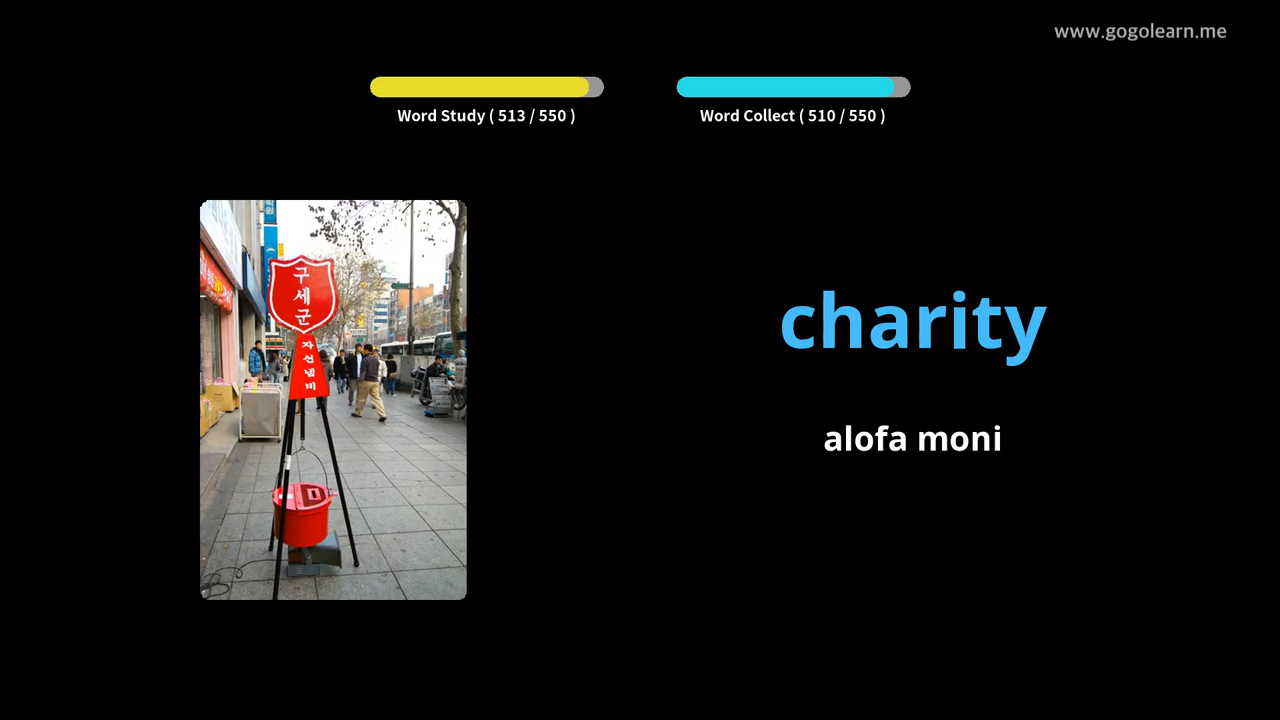 www.gogolearn.me
Word Study ( 513 / 550 )
Word Collect ( 510 / 550 )
구세군
자선냄비
charity
alofa moni